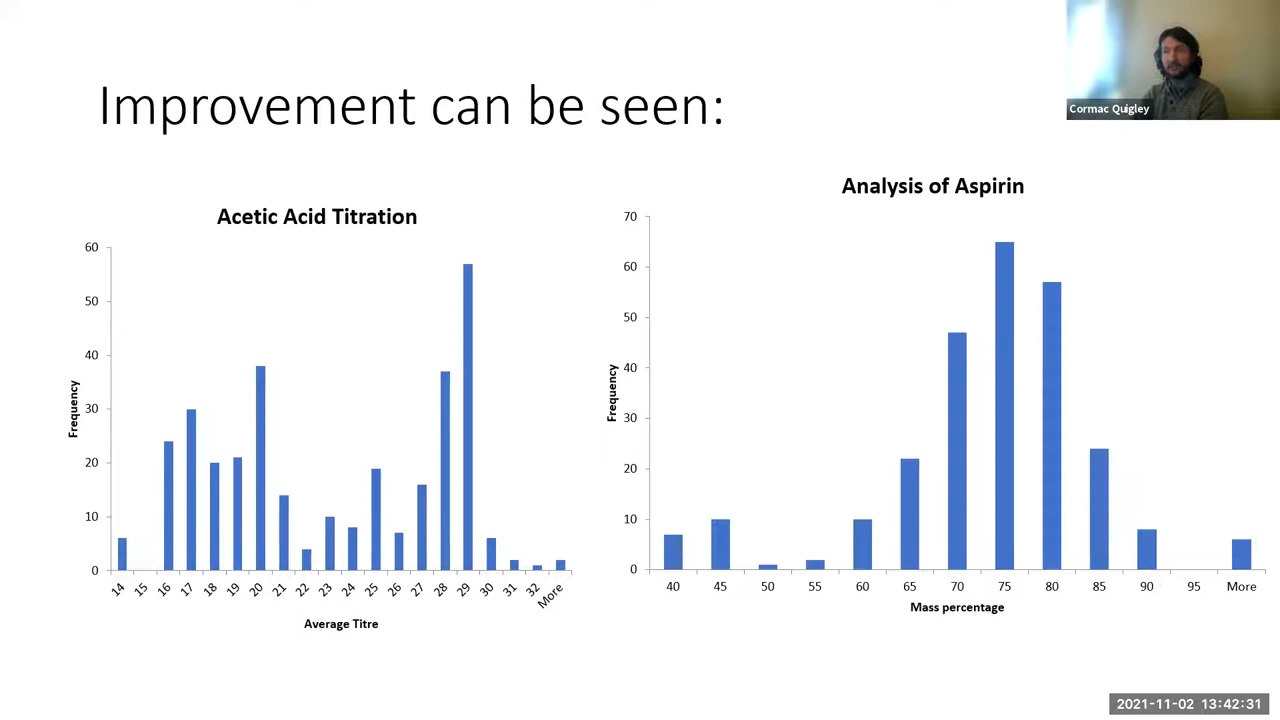 Improvement can be seen:
Cormac Quigley
Acetic Acid Titration
60
50
40
30
20
10
0
Frequency
14 15 16 17 18 19 20 21 22 23 24 25 26 27 28 29 30 31 32 More
Average Titre
Analysis of Aspirin
70
60
50
40
30
20
10
0
Frequency
40 45 50 55 60 65 70 75 80 85 90 95 More
Mass percentage
2021-11-02 13:42:31